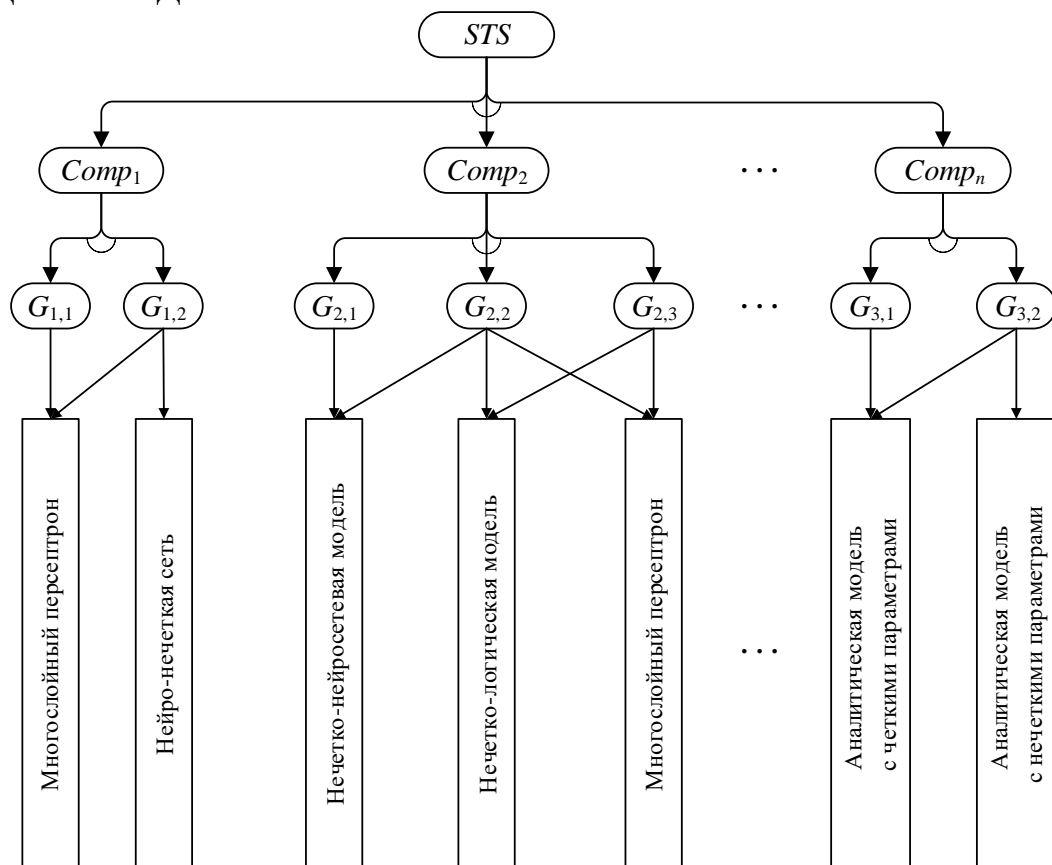 STS
Comp₁
Comp₂
. . .
Compₙ
G₁,₁
G₁,₂
G₂,₁
G₂,₂
G₂,₃
. . .
G₃,₁
G₃,₂
Многослойный персептрон
Нейро-нечеткая сеть
Нечетко-нейросетевая модель
Нечетко-логическая модель
Многослойный персептрон
. . .
Аналитическая модель
с четкими параметрами
Аналитическая модель
с нечеткими параметрами